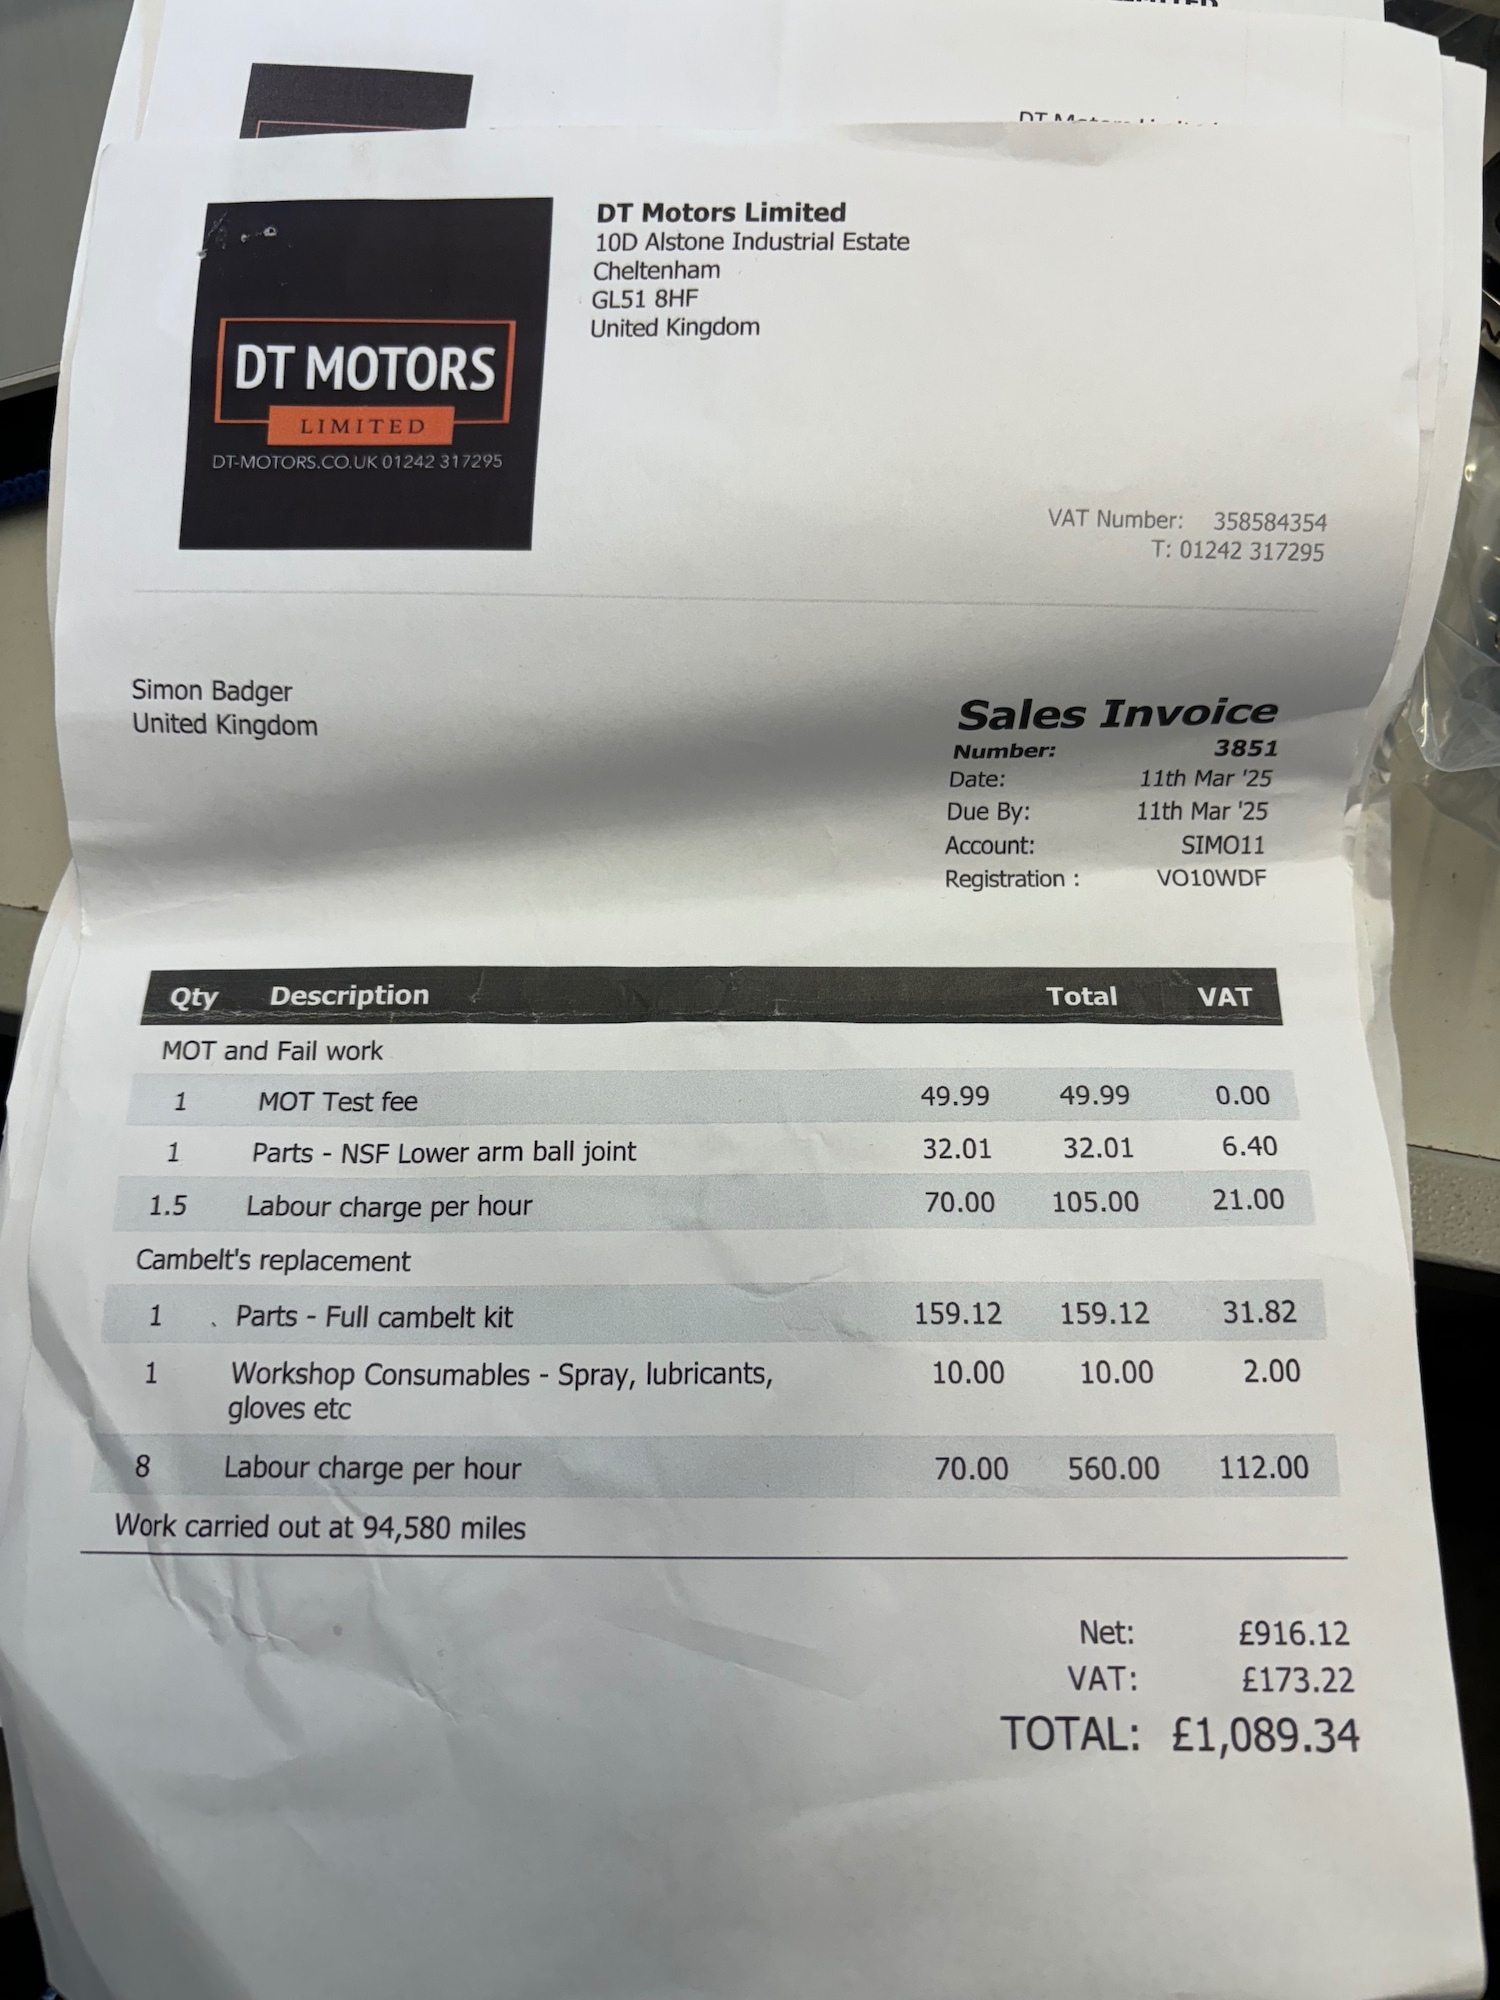 DT Motors Limited
10D Alstone Industrial Estate
Cheltenham
GL51 8HF
United Kingdom
DT MOTORS
LIMITED
DT-MOTORS.CO.UK 01242 317295
VAT Number: 358584354
T: 01242 317295
Simon Badger
United Kingdom
Sales Invoice
Number: 3851
Date: 11th Mar '25
Due By: 11th Mar '25
Account: SIMO11
Registration : VO10WDF
Qty Description Total VAT
MOT and Fail work
1 MOT Test fee 49.99 49.99 0.00
1 Parts - NSF Lower arm ball joint 32.01 32.01 6.40
1.5 Labour charge per hour 70.00 105.00 21.00
Cambelt's replacement
1 Parts - Full cambelt kit 159.12 159.12 31.82
1 Workshop Consumables - Spray, lubricants, 10.00 10.00 2.00
gloves etc
8 Labour charge per hour 70.00 560.00 112.00
Work carried out at 94,580 miles
Net: £916.12
VAT: £173.22
TOTAL: £1,089.34